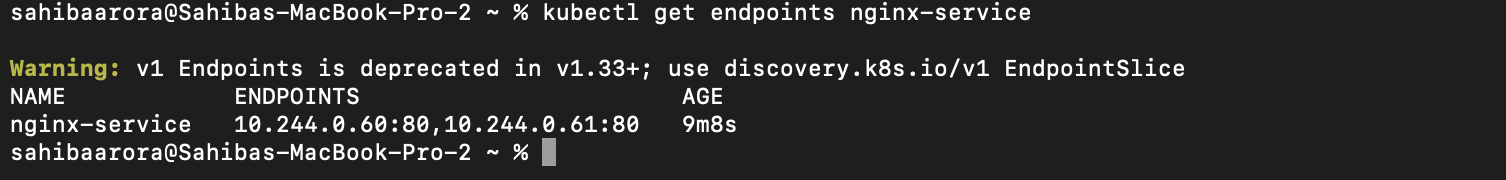 sahibaarora@Sahibas-MacBook-Pro-2 ~ % kubectl get endpoints nginx-service
Warning: v1 Endpoints is deprecated in v1.33+; use discovery.k8s.io/v1 EndpointSlice
NAME            ENDPOINTS                       AGE
nginx-service   10.244.0.60:80,10.244.0.61:80   9m8s
sahibaarora@Sahibas-MacBook-Pro-2 ~ %